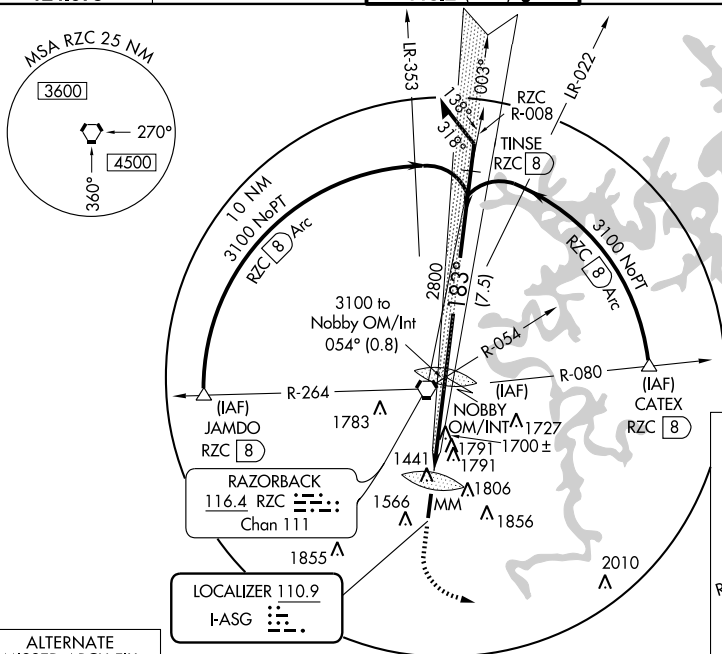 MSA RZC 25 NM
3600
270°
4500
360°
LR-353
003°
LR-022
138°
318°
RZC
R-008
TINSE
RZC 8
10 NM
3100 NoPT
RZC 8 Arc
3100 NoPT
RZC 8 Arc
2800
183°
(7.5)
3100 to
Nobby OM/Int
054° (0.8)
R-054
R-264
R-080
(IAF)
JAMDO
RZC 8
(IAF)
NOBBY
OM/INT
(IAF)
CATEX
RZC 8
1783
1727
1700 ±
1791
1791
1441
1806
MM
1566
1856
1855
2010
RAZORBACK
116.4 RZC
Chan 111
LOCALIZER 110.9
I-ASG
ALTERNATE